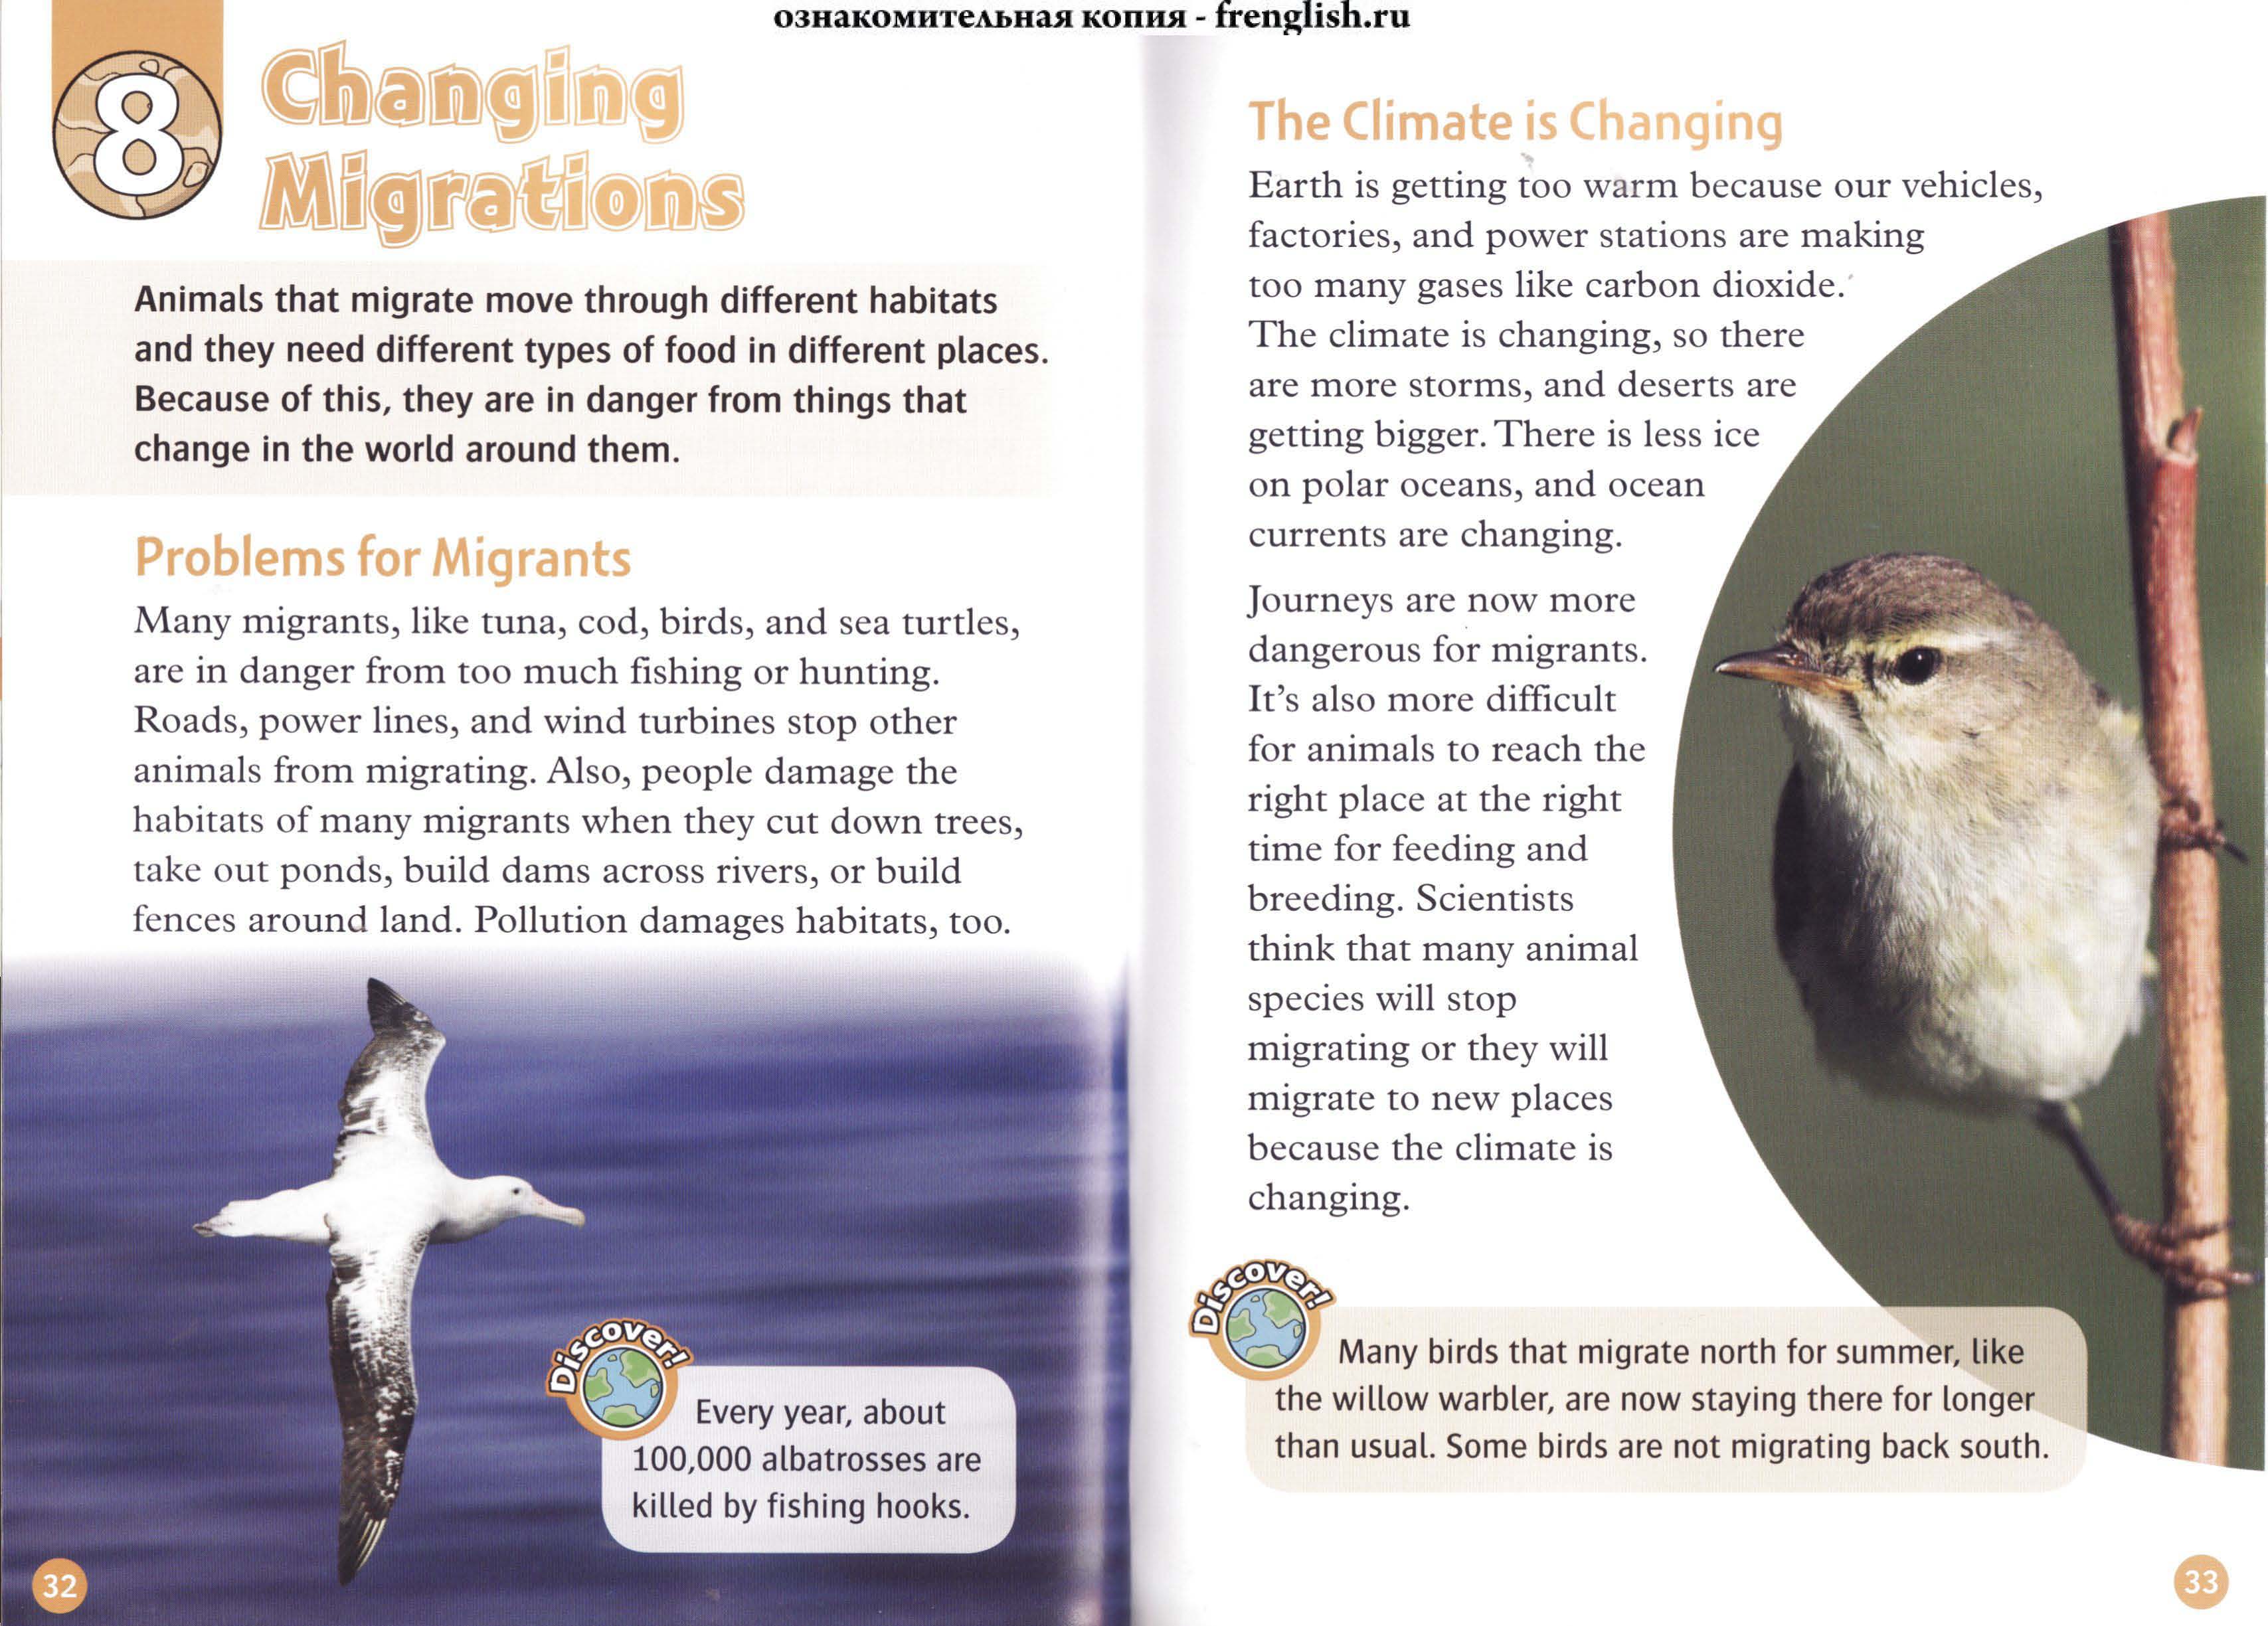 ознакомительная копия - frenglish.ru
8
Changing
Migrations
Animals that migrate move through different habitats
and they need different types of food in different places.
Because of this, they are in danger from things that
change in the world around them.
Problems for Migrants
Many migrants, like tuna, cod, birds, and sea turtles,
are in danger from too much fishing or hunting.
Roads, power lines, and wind turbines stop other
animals from migrating. Also, people damage the
habitats of many migrants when they cut down trees,
take out ponds, build dams across rivers, or build
fences around land. Pollution damages habitats, too.
Discover!
Every year, about
100,000 albatrosses are
killed by fishing hooks.
32
The Climate is Changing
Earth is getting too warm because our vehicles,
factories, and power stations are making
too many gases like carbon dioxide.
The climate is changing, so there
are more storms, and deserts are
getting bigger. There is less ice
on polar oceans, and ocean
currents are changing.
Journeys are now more
dangerous for migrants.
It's also more difficult
for animals to reach the
right place at the right
time for feeding and
breeding. Scientists
think that many animal
species will stop
migrating or they will
migrate to new places
because the climate is
changing.
Discover!
Many birds that migrate north for summer, like
the willow warbler, are now staying there for longer
than usual. Some birds are not migrating back south.
33